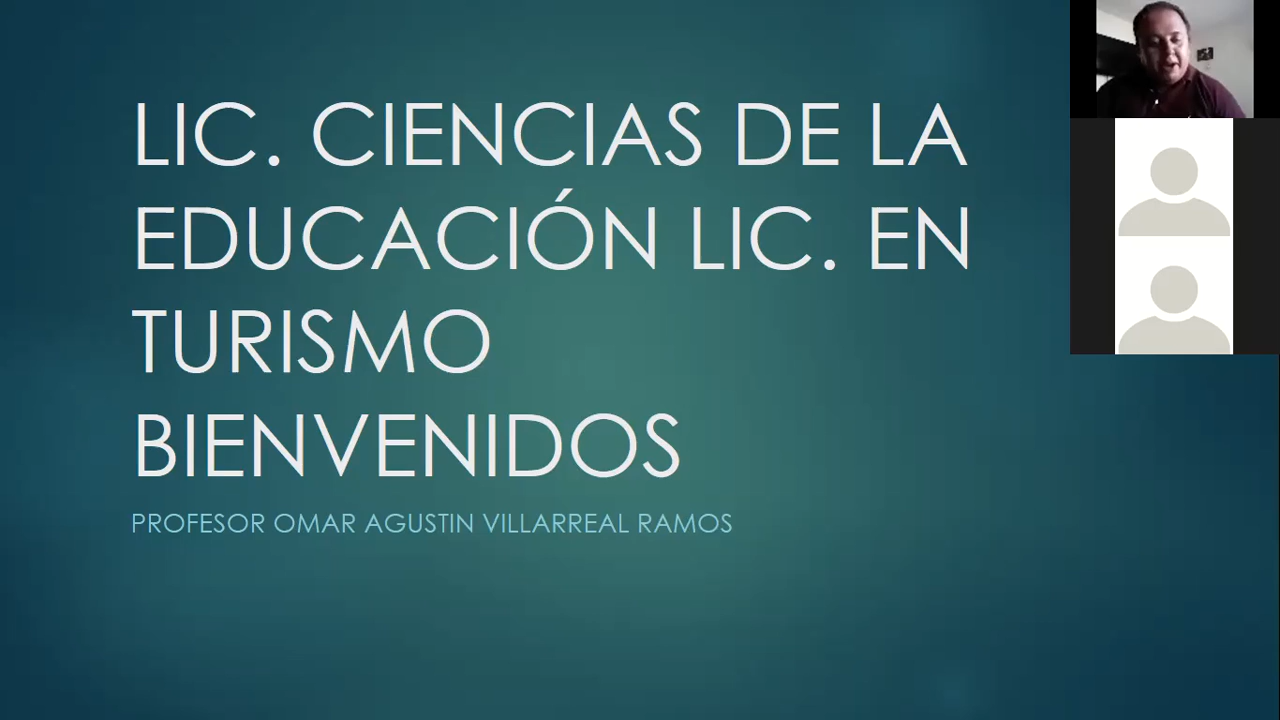 LIC. CIENCIAS DE LA
EDUCACIÓN LIC. EN
TURISMO
BIENVENIDOS
PROFESOR OMAR AGUSTIN VILLARREAL RAMOS